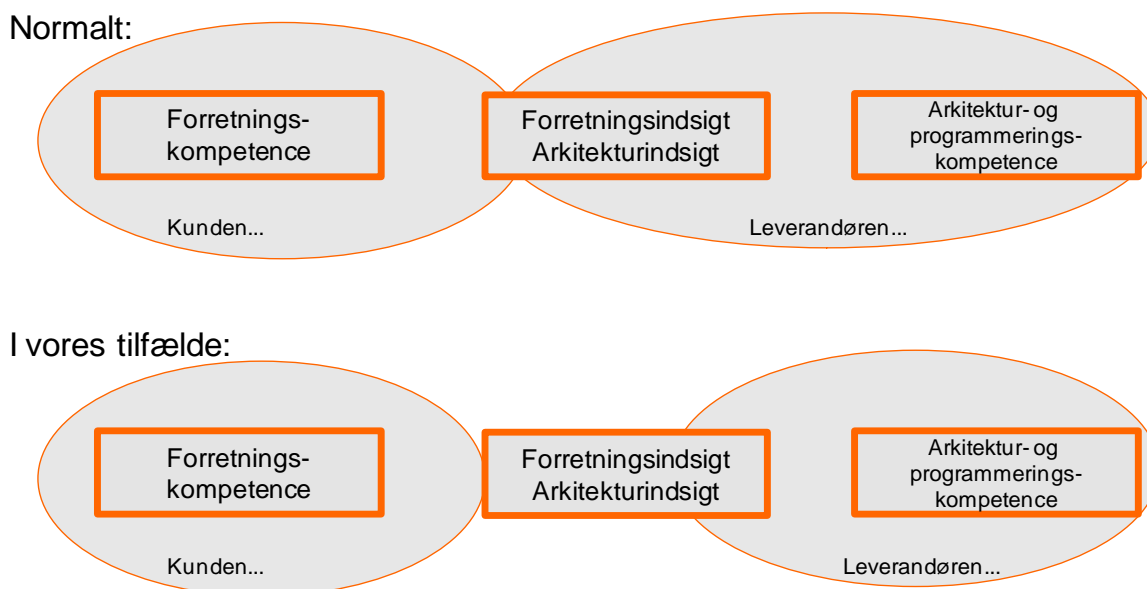 Normalt:
Forretnings-
kompetence
Forretningsindsigt
Arkitekturindsigt
Arkitektur- og
programmerings-
kompetence
Kunden...
Leverandøren...
I vores tilfælde:
Forretnings-
kompetence
Forretningsindsigt
Arkitekturindsigt
Arkitektur- og
programmerings-
kompetence
Kunden...
Leverandøren...